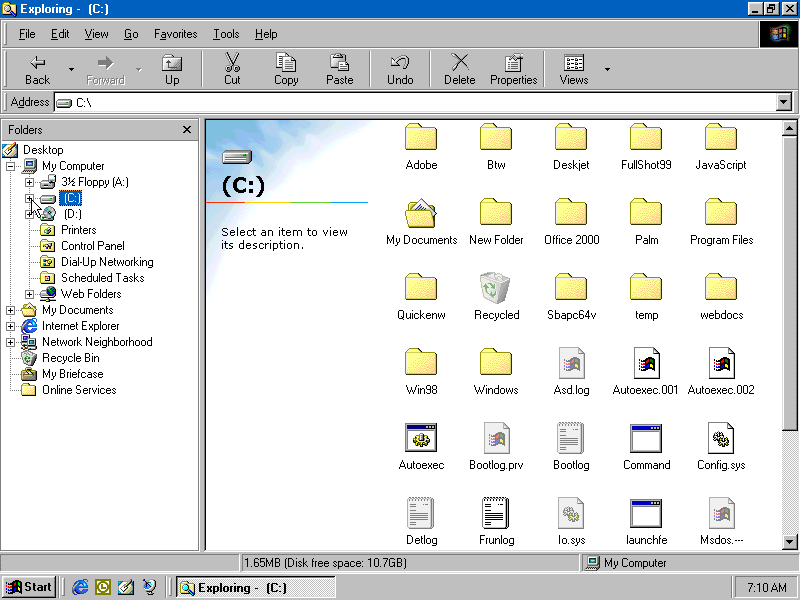 Exploring - (C:)
File Edit View Go Favorites Tools Help
Back Forward Up Cut Copy Paste Undo Delete Properties Views
Address C:\
Folders
Desktop
My Computer
3½ Floppy (A:)
(C:)
(D:)
Printers
Control Panel
Dial-Up Networking
Scheduled Tasks
Web Folders
My Documents
Internet Explorer
Network Neighborhood
Recycle Bin
My Briefcase
Online Services
(C:)
Select an item to view
its description.
Adobe Btw Deskjet FullShot99 JavaScript
My Documents New Folder Office 2000 Palm Program Files
Quickenw Recycled Sbapc64v temp webdocs
Win98 Windows Asd.log Autoexec.001 Autoexec.002
Autoexec Bootlog.prv Bootlog Command Config.sys
Detlog Frunlog Io.sys launchfe Msdos.---
1.65MB (Disk free space: 10.7GB) My Computer
Start Exploring - (C:) 7:10 AM